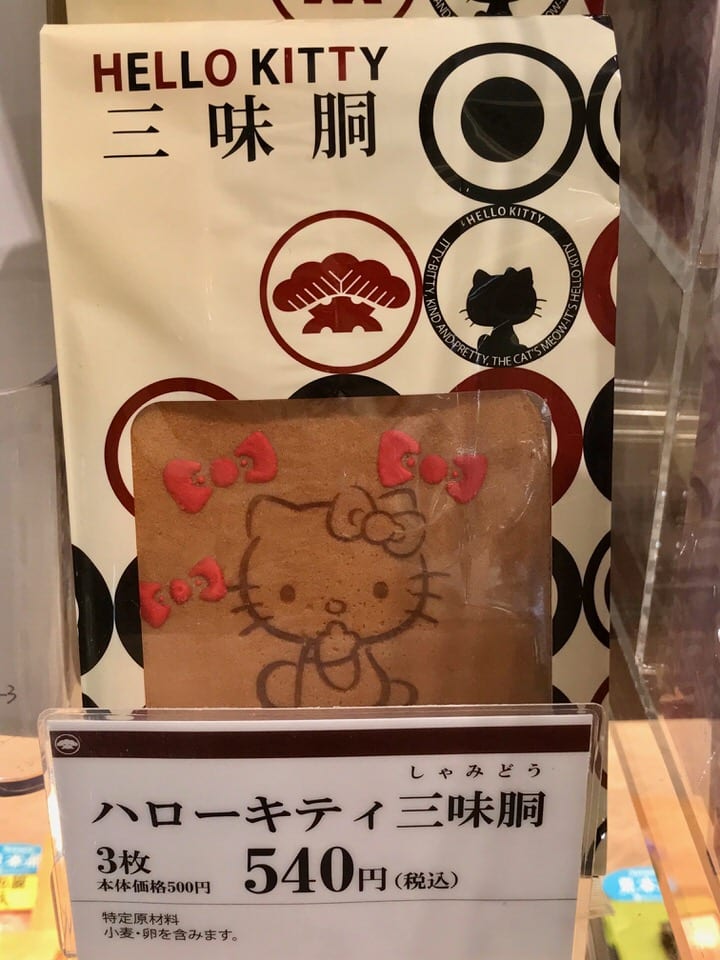 HELLO KITTY
三味胴
HELLO KITTY
ITTY-BITTY, KIND AND PRETTY, THE CAT'S MEOW-IT'S HELLO KITTY
しゃみどう
ハローキティ三味胴
3枚
本体価格500円
540円(税込)
特定原材料
小麦・卵を含みます。